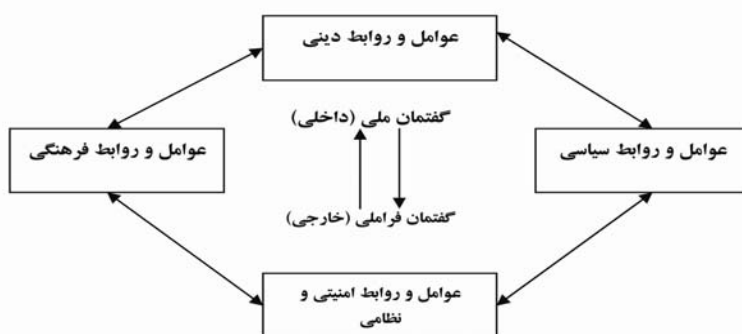 عوامل و روابط دینی
گفتمان ملی (داخلی)
عوامل و روابط سیاسی
عوامل و روابط فرهنگی
گفتمان فراملی (خارجی)
عوامل و روابط امنیتی و
نظامی